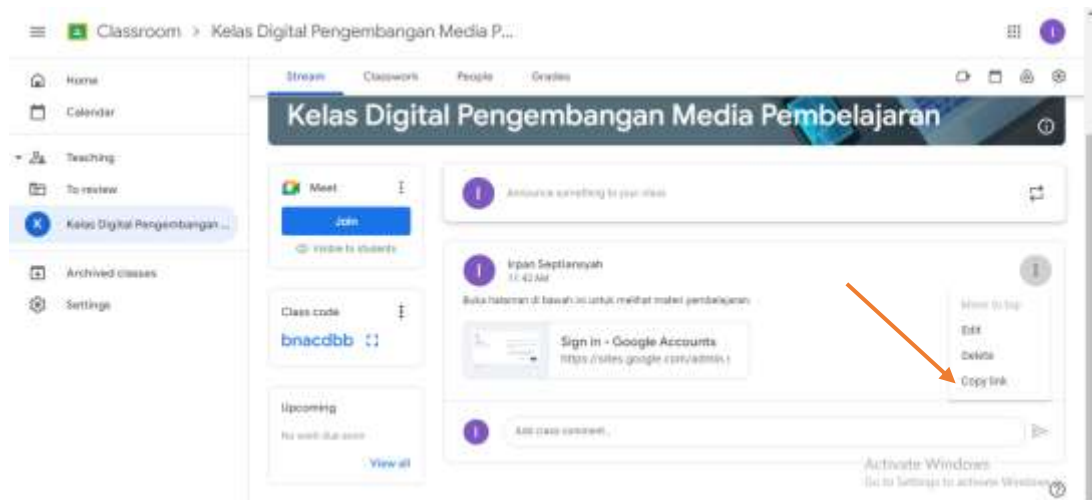 Classroom > Kelas Digital Pengembangan Media P...
I
Home
Calendar
Teaching
To review
K Kelas Digital Pengembangan ...
Archived classes
Settings
Stream Classwork People Grades
Kelas Digital Pengembangan Media Pembelajaran
Meet
Join
Visible to students
Class code
bnacdbb
Upcoming
No work due soon
View all
I Announce something to your class
I Irpan Septiansyah
11:42 AM
Buka halaman di bawah ini untuk melihat materi pembelajaran
Sign in - Google Accounts
https://sites.google.com/admin.i
Move to top
Edit
Delete
Copy link
I Add class comment...
Activate Windows
Go to Settings to activate Windows.